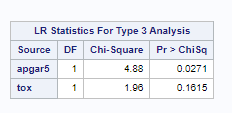 LR Statistics For Type 3 Analysis
Source DF Chi-Square Pr > ChiSq
apgar5 1 4.88 0.0271
tox 1 1.96 0.1615